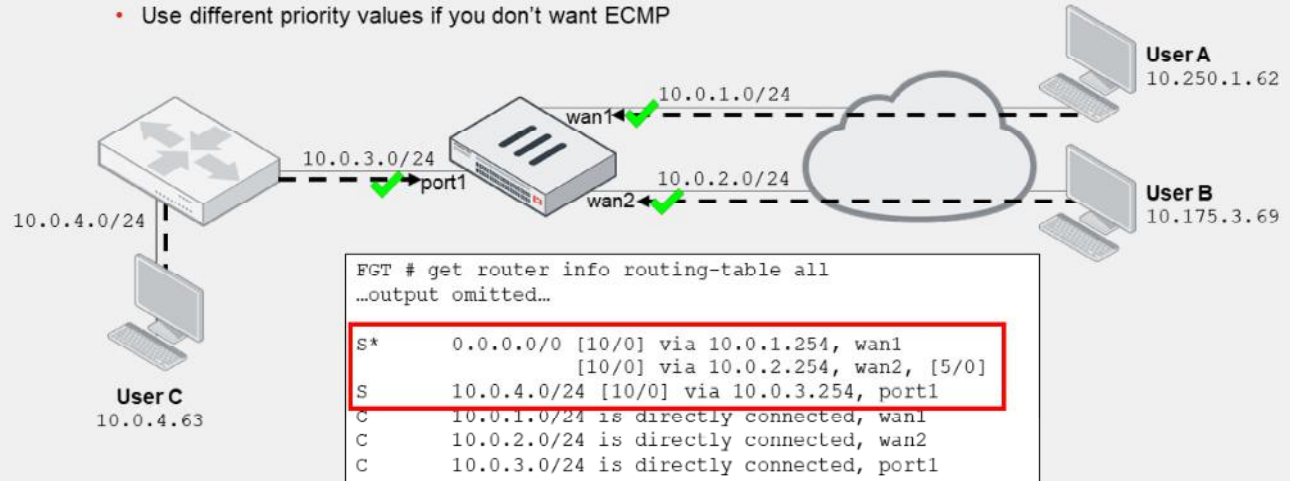 • Use different priority values if you don't want ECMP
User A
10.250.1.62
10.0.1.0/24
wan1
10.0.3.0/24
port1
10.0.2.0/24
wan2
User B
10.175.3.69
10.0.4.0/24
FGT # get router info routing-table all
…output omitted…
S* 0.0.0.0/0 [10/0] via 10.0.1.254, wan1
[10/0] via 10.0.2.254, wan2, [5/0]
S 10.0.4.0/24 [10/0] via 10.0.3.254, port1
C 10.0.1.0/24 is directly connected, wan1
C 10.0.2.0/24 is directly connected, wan2
C 10.0.3.0/24 is directly connected, port1
User C
10.0.4.63